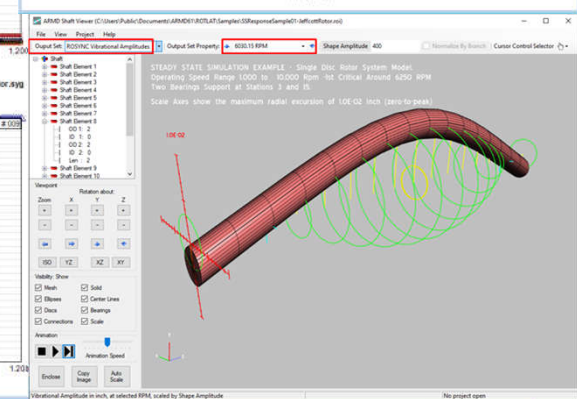 ARMD Shaft Viewer (C:\Users\Public\Documents\ARMD61\ROTLAT\Samples\SSResponseSample01-JeffcottRotor.rosi)
File View Help
Ouput Set: ROSYNC Vibrational Amplitudes Output Set Property: 6030.15 RPM Shape Amplitude 400 Normalize By Branch Cursor Control Selector
1,200
or.syg
# 009
1.20
Shaft
Shaft Element 1
Shaft Element 2
Shaft Element 3
Shaft Element 4
Shaft Element 5
Shaft Element 6
Shaft Element 7
Shaft Element 8
OD 1: 2
ID 1: 0
OD 2: 2
ID 2: 0
Len : 2
Shaft Element 9
Shaft Element 10
Viewpoint
Rotation about:
Zoom X Y Z
+ + + +
- - - -
ISO YZ XZ XY
Visibility: Show
Mesh Solid
Ellipses Center Lines
Discs Bearings
Connections Scale
Animation
Animation Speed
Enclose Copy Image Auto Scale
STEADY STATE SIMULATION EXAMPLE - Single Disc Rotor System Model.
Operating Speed Range 1,000 to 10,000 Rpm -1st Critical Around 6250 RPM
Two Bearings Support at Stations 3 and 15.
Scale Axes show the maximum radial excursion of 1.0E-02 inch (zero to peak)
1.0E-02
Vibrational Amplitude in inch, at selected RPM, scaled by Shape Amplitude
No project open